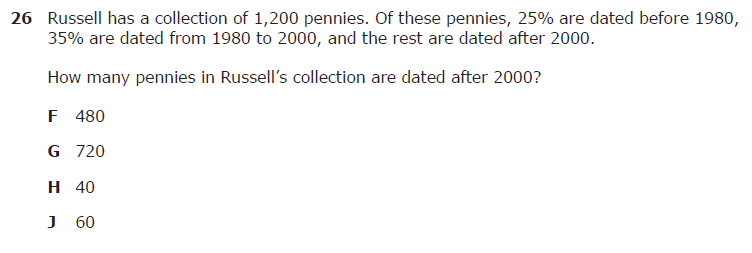 26 Russell has a collection of 1,200 pennies. Of these pennies, 25% are dated before 1980,
35% are dated from 1980 to 2000, and the rest are dated after 2000.
How many pennies in Russell’s collection are dated after 2000?
F 480
G 720
H 40
J 60